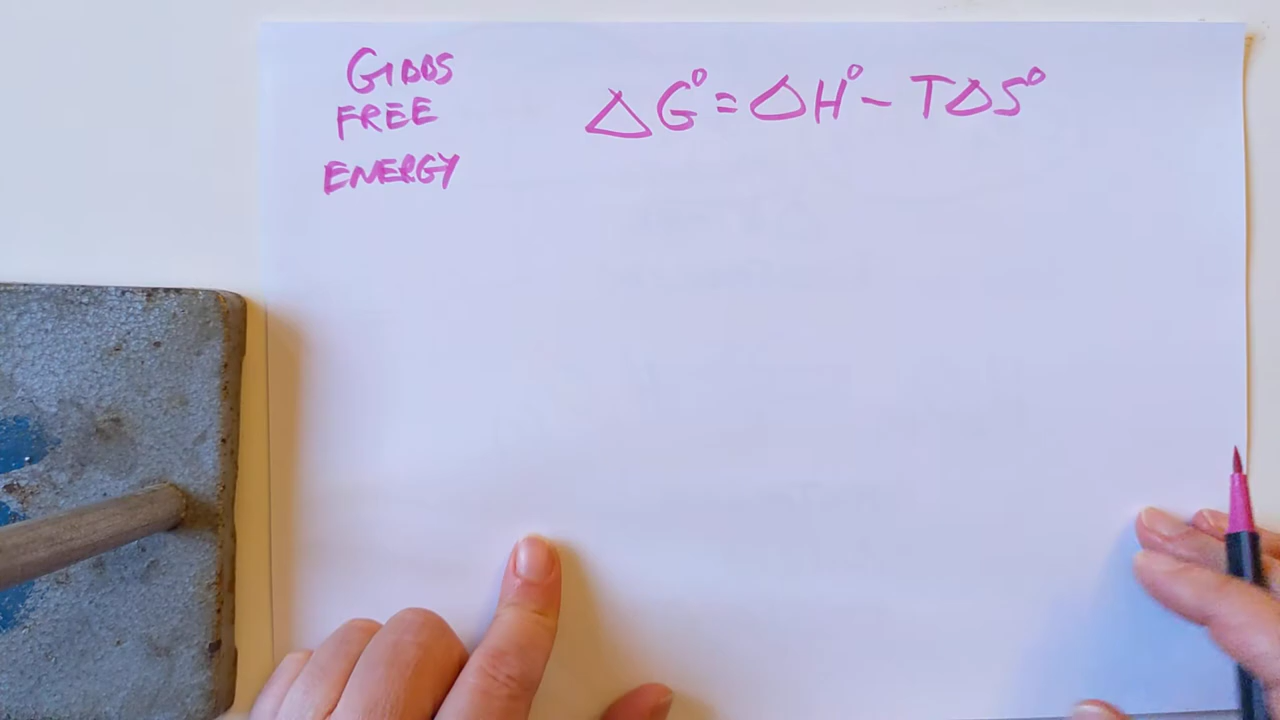 GIBBS
FREE
ENERGY
ΔG° = ΔH° - TΔS°